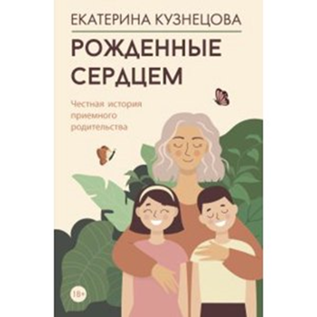 ЕКАТЕРИНА КУЗНЕЦОВА
РОЖДЕННЫЕ
СЕРДЦЕМ
Честная история
приемного
родительства
18+